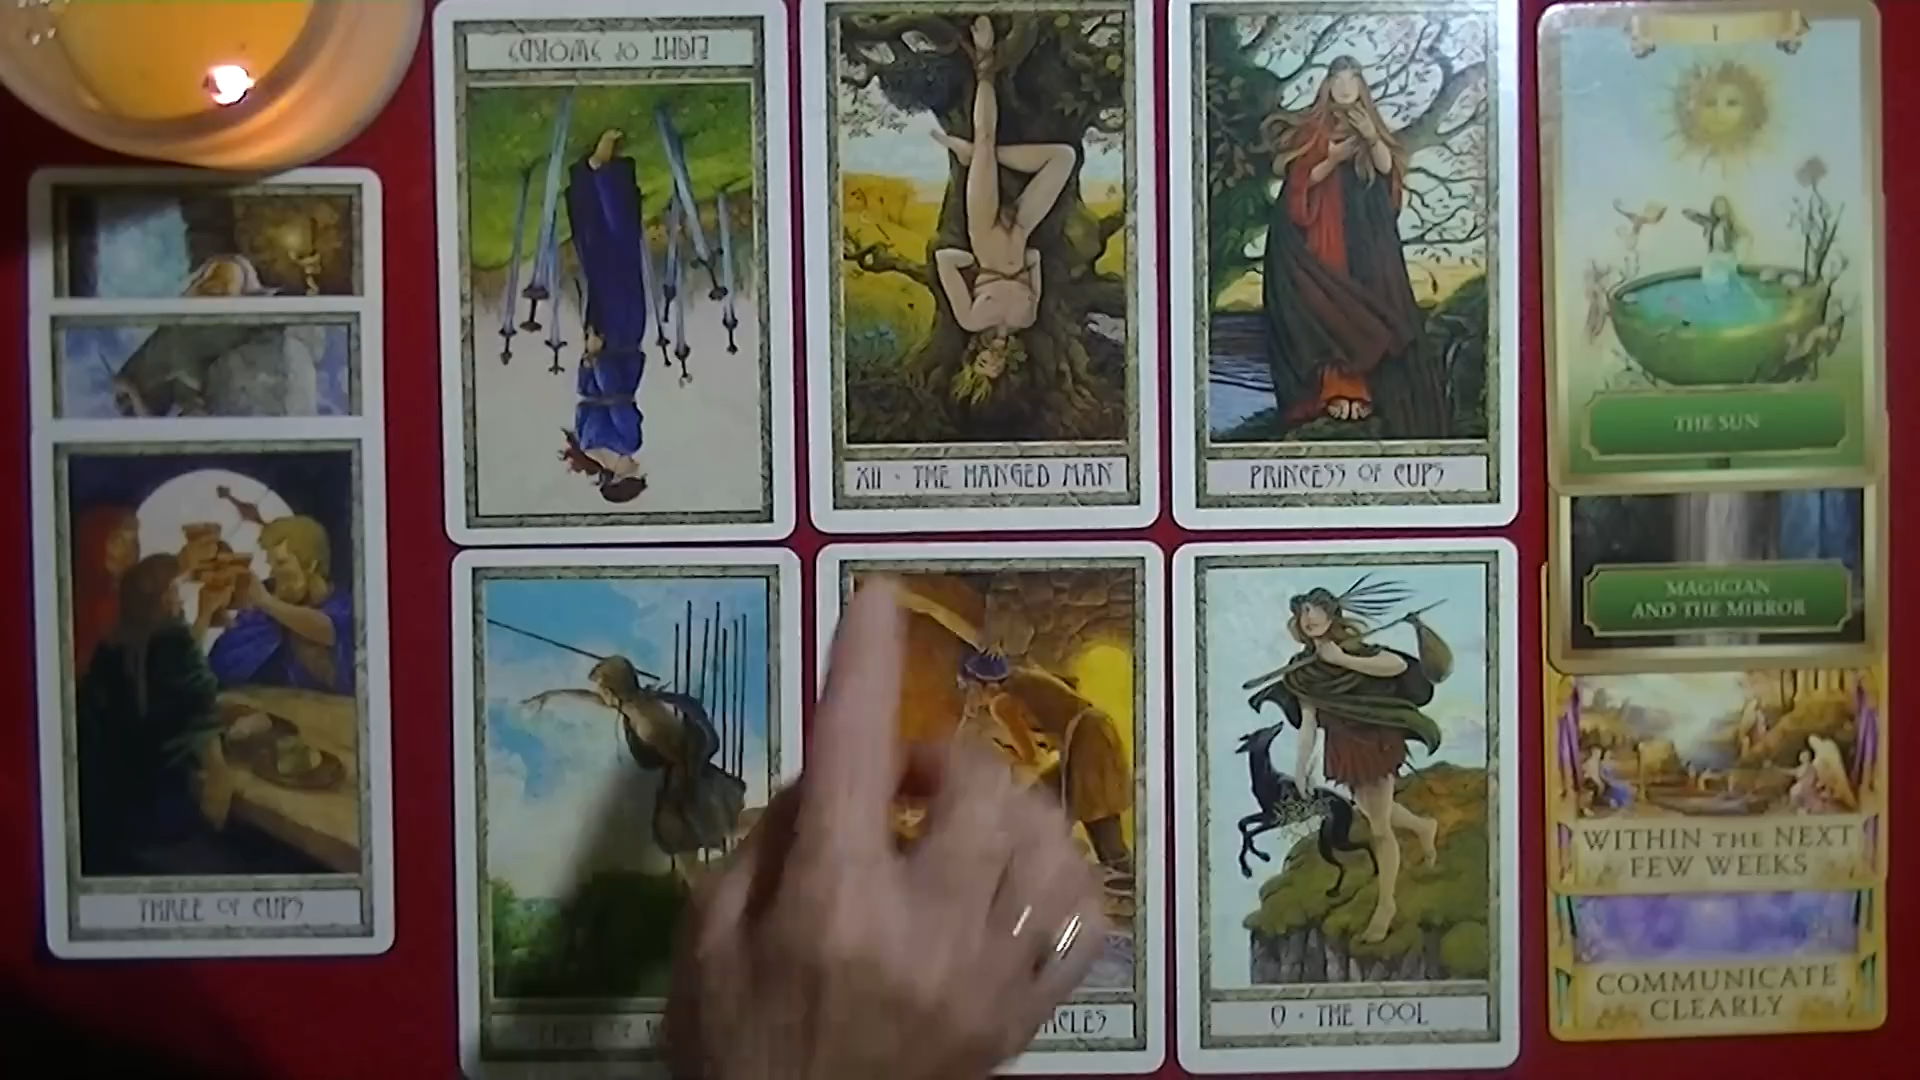 EIGHT OF SWORDS
XII • THE HANGED MAN
PRINCESS OF CUPS
I
THE SUN
MAGICIAN
AND THE MIRROR
WITHIN THE NEXT
FEW WEEKS
COMMUNICATE
CLEARLY
THREE OF CUPS
0 • THE FOOL